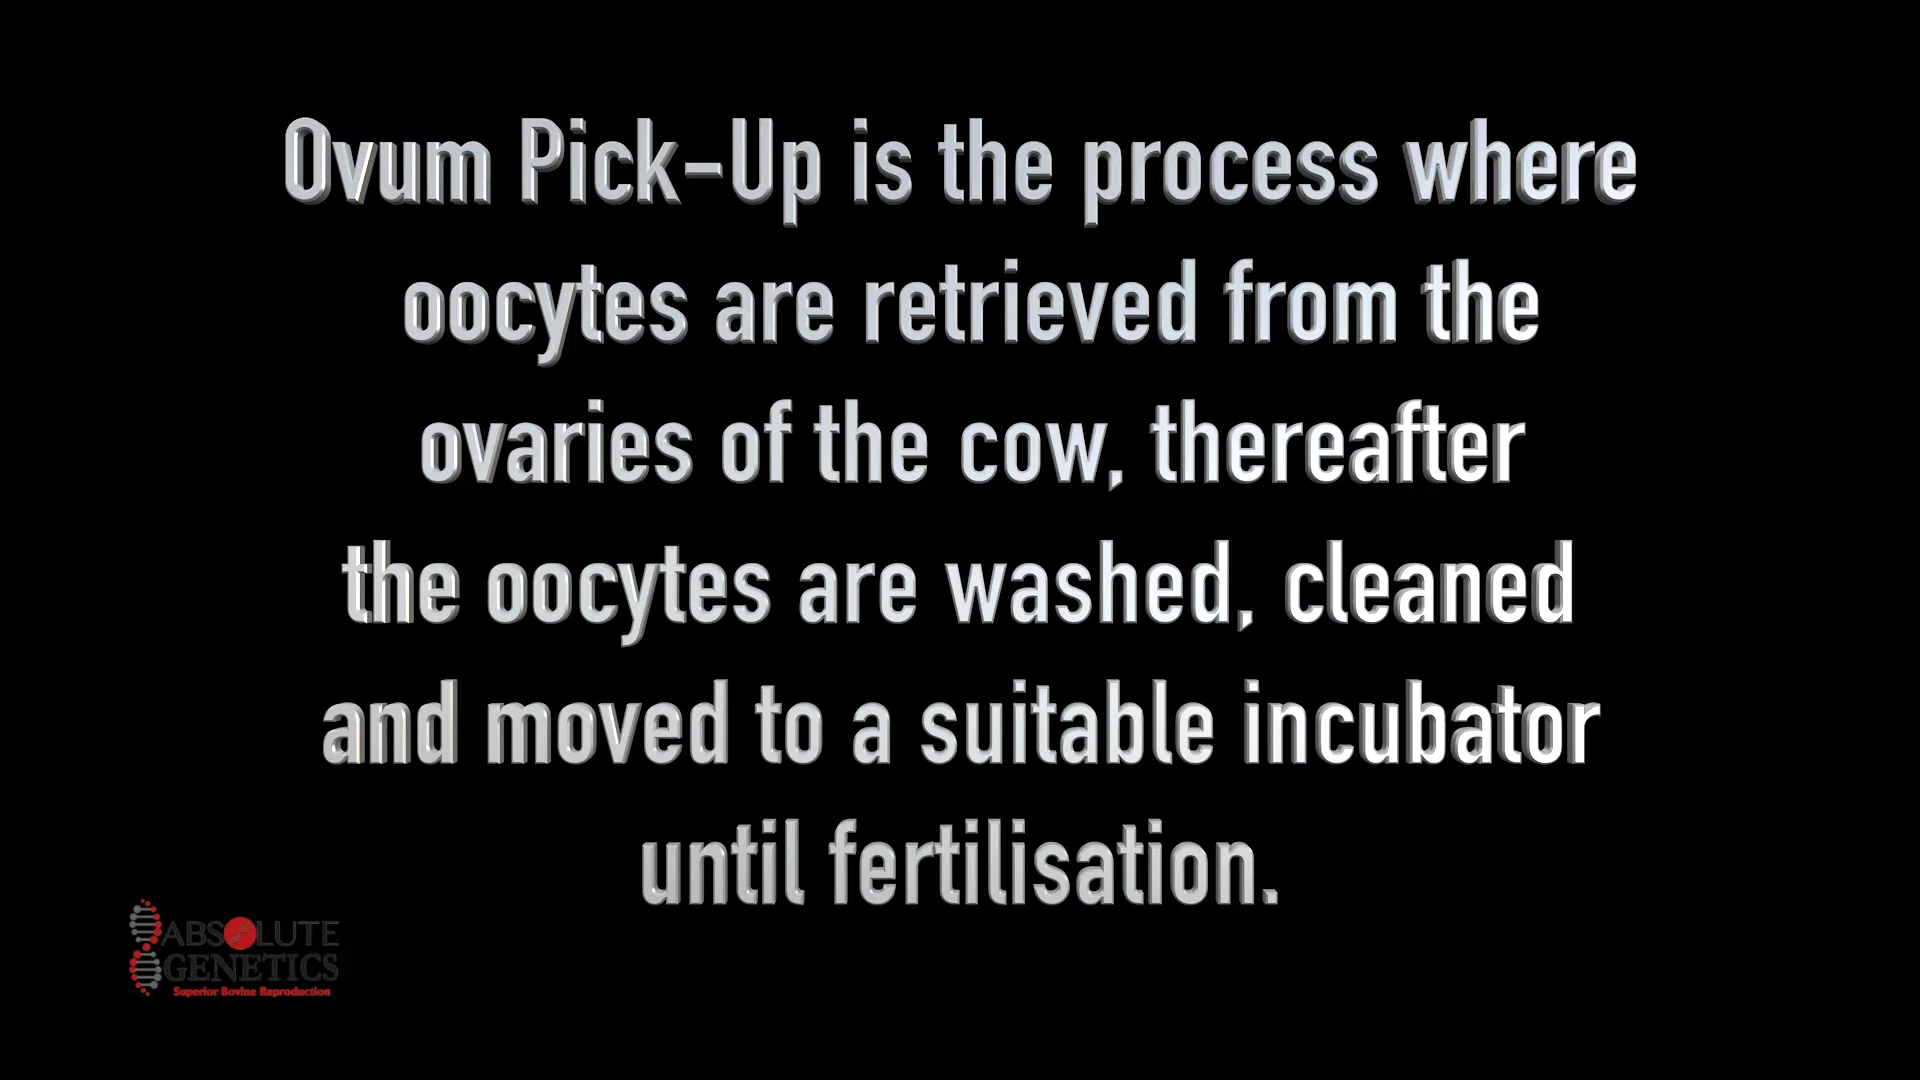 Ovum Pick-Up is the process where
oocytes are retrieved from the
ovaries of the cow, thereafter
the oocytes are washed, cleaned
and moved to a suitable incubator
until fertilisation.
ABSOLUTE
GENETICS
Superior Bovine Reproduction